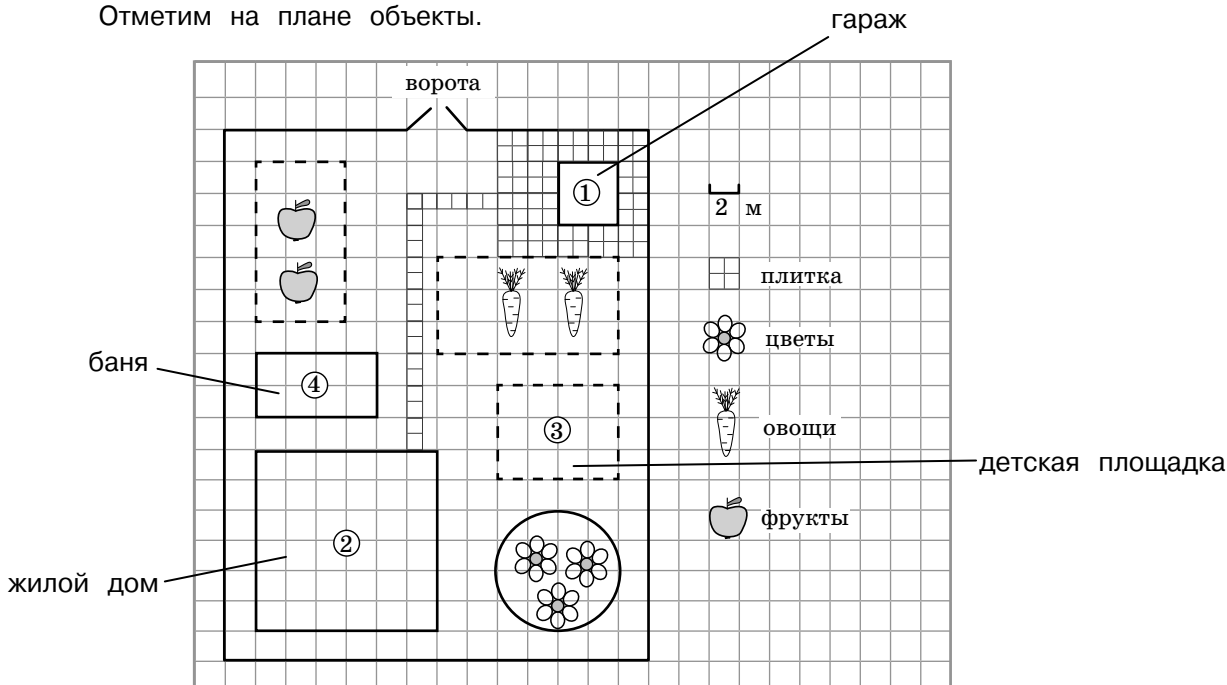 Отметим на плане объекты.
гараж
ворота
1
2 м
плитка
цветы
баня
4
3
овощи
детская площадка
фрукты
2
жилой дом